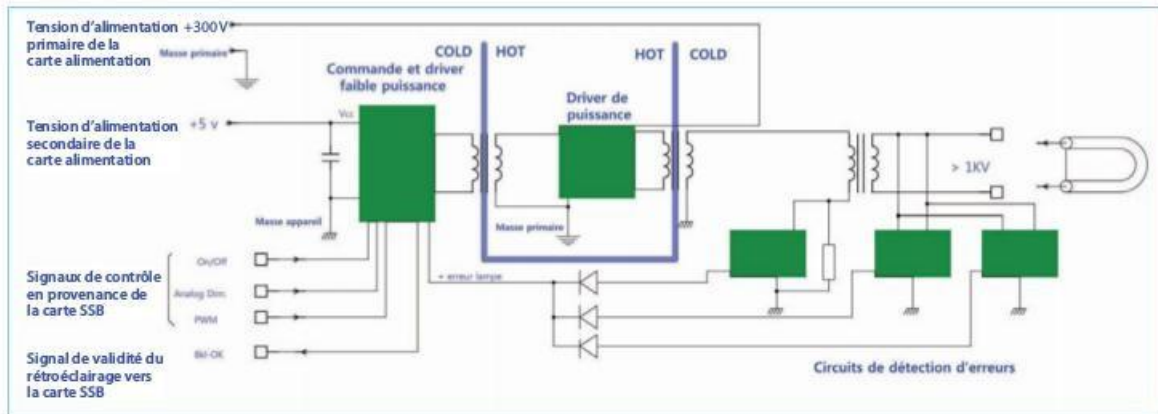 Tension d'alimentation +300V
primaire de la
carte alimentation
Masse primaire
COLD HOT
HOT COLD
Commande et driver
faible puissance
Driver de
puissance
Vcc
Tension d'alimentation +5 v
secondaire de la
carte alimentation
> 1KV
Masse appareil
Masse primaire
Signaux de contrôle
en provenance de
la carte SSB
On/Off
Analog Dim.
PWM
+ erreur lampe
Signal de validité du
rétroéclairage vers
la carte SSB
Bkl-OK
Circuits de détection d'erreurs